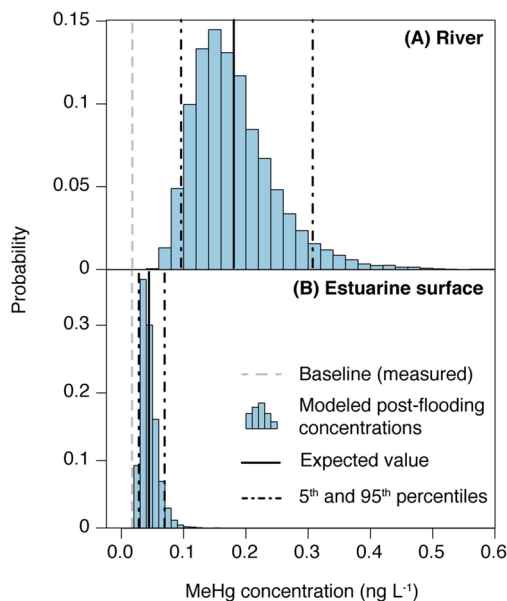 0.15
(A) River
0.1
0.05
0
Probability
(B) Estuarine surface
0.3
0.2
0.1
0
Baseline (measured)
Modeled post-flooding
concentrations
Expected value
5th and 95th percentiles
0.0 0.1 0.2 0.3 0.4 0.5 0.6
MeHg concentration (ng L-1)